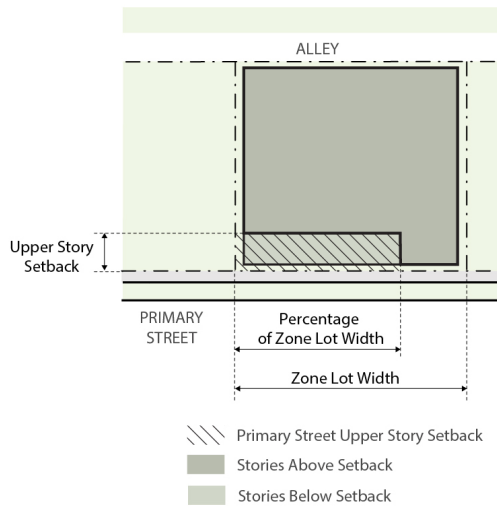 ALLEY
Upper Story
Setback
PRIMARY
STREET
Percentage
of Zone Lot Width
Zone Lot Width
Primary Street Upper Story Setback
Stories Above Setback
Stories Below Setback